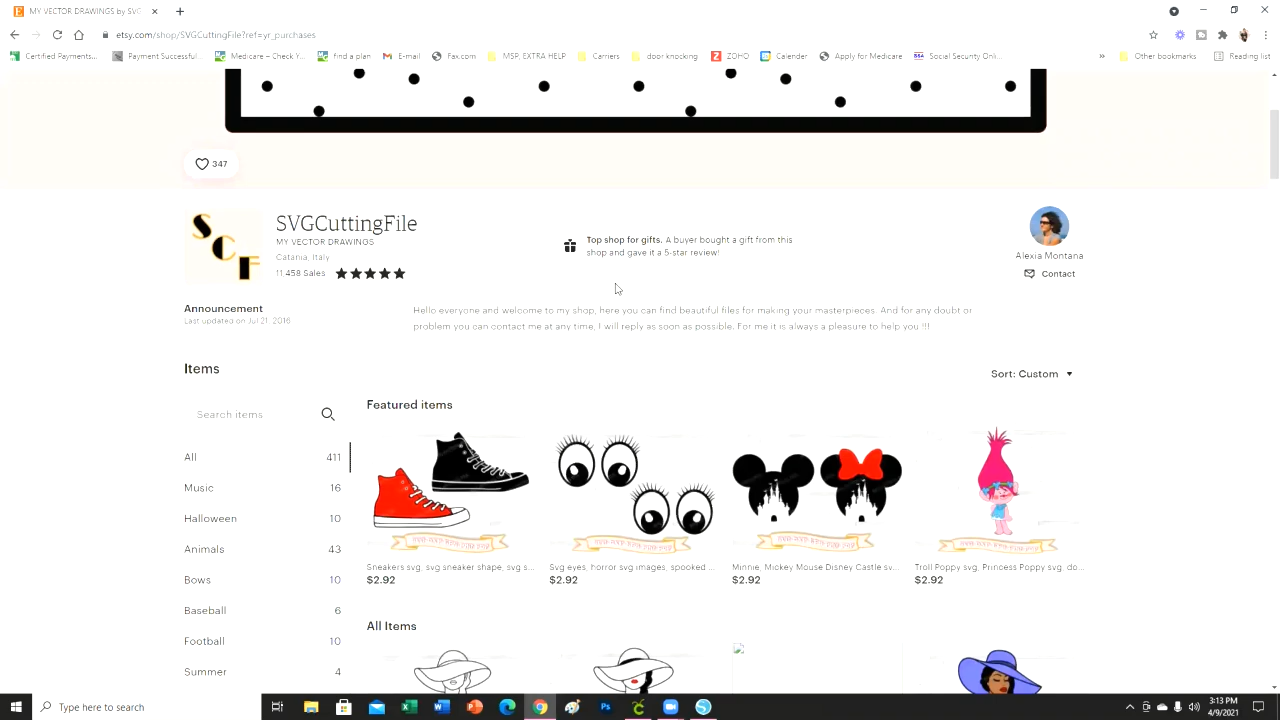 MY VECTOR DRAWINGS by SVG
etsy.com/shop/SVGCuttingFile?ref=yr_purchases
Certified Payments...
Payment Successful...
Medicare – Check Y...
find a plan
E-mail
Fax.com
MSP, EXTRA HELP
Carriers
door knocking
ZOHO
Calender
Apply for Medicare
Social Security Onli...
Other bookmarks
Reading list
347
SCF
SVGCuttingFile
MY VECTOR DRAWINGS
Catania, Italy
11,458 Sales
Top shop for gifts. A buyer bought a gift from this
shop and gave it a 5-star review!
Alexia Montana
Contact
Announcement
Last updated on Jul 21, 2016
Hello everyone and welcome to my shop, here you can find beautiful files for making your masterpieces. And for any doubt or
problem you can contact me at any time, I will reply as soon as possible. For me it is always a pleasure to help you !!!
Items
Sort: Custom
Search items
Featured items
All 411
Music 16
Halloween 10
Animals 43
Bows 10
Baseball 6
Football 10
Summer 4
Sneakers svg, svg sneaker shape, svg s...
$2.92
Svg eyes, horror svg images, spooked ...
$2.92
Minnie, Mickey Mouse Disney Castle sv...
$2.92
Troll Poppy svg, Princess Poppy svg, do...
$2.92
All Items
Type here to search
3:13 PM
4/9/2021